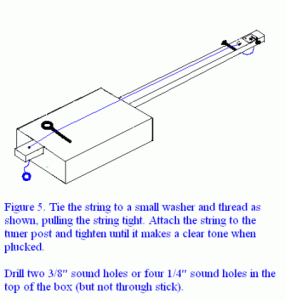 Figure 5. Tie the string to a small washer and thread as
shown, pulling the string tight. Attach the string to the
tuner post and tighten until it makes a clear tone when
plucked.
Drill two 3/8" sound holes or four 1/4" sound holes in the
top of the box (but not through stick).